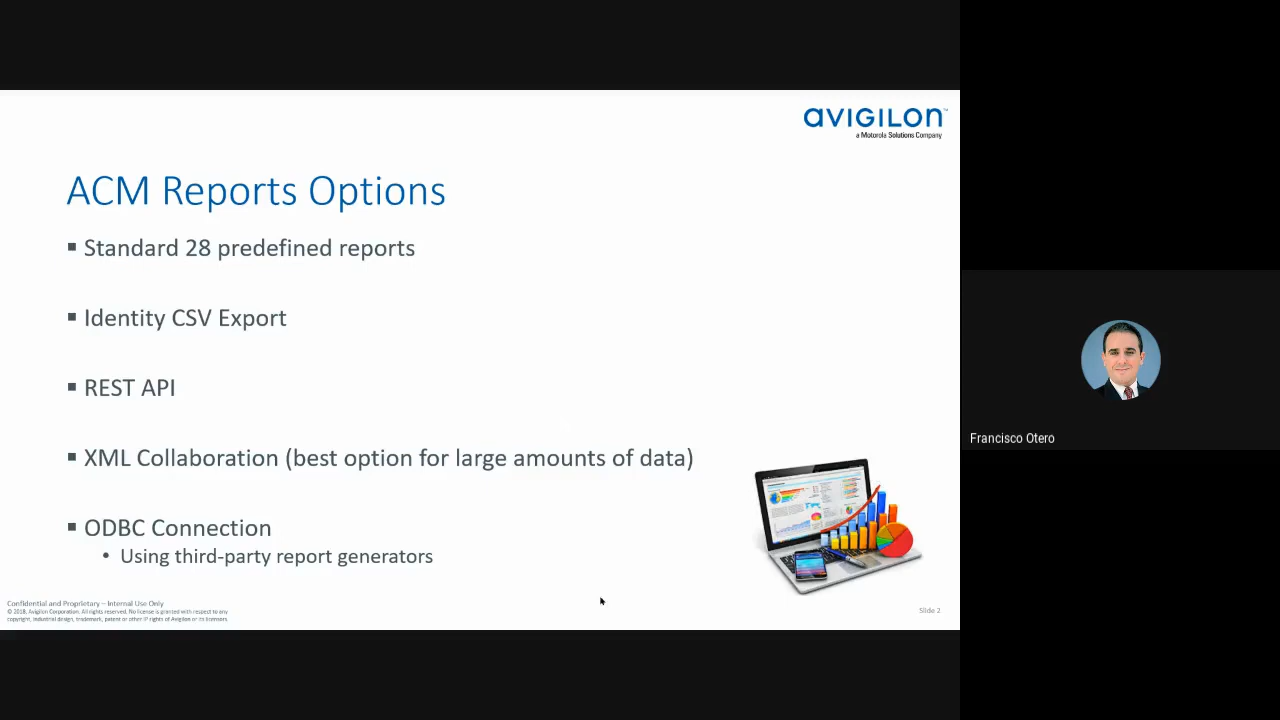 avigilon™
a Motorola Solutions Company
ACM Reports Options
▪ Standard 28 predefined reports
▪ Identity CSV Export
▪ REST API
▪ XML Collaboration (best option for large amounts of data)
▪ ODBC Connection
• Using third-party report generators
Francisco Otero
Confidential and Proprietary – Internal Use Only
© 2018, Avigilon Corporation. All rights reserved. No license is granted with respect to any
copyright, industrial design, trademark, patent or other IP rights of Avigilon or its licensors.
Slide 2